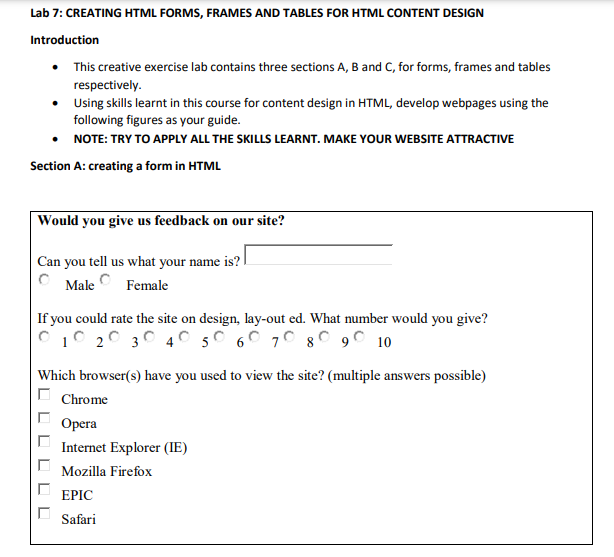 Lab 7: CREATING HTML FORMS, FRAMES AND TABLES FOR HTML CONTENT DESIGN
Introduction
• This creative exercise lab contains three sections A, B and C, for forms, frames and tables
respectively.
• Using skills learnt in this course for content design in HTML, develop webpages using the
following figures as your guide.
• NOTE: TRY TO APPLY ALL THE SKILLS LEARNT. MAKE YOUR WEBSITE ATTRACTIVE
Section A: creating a form in HTML
Would you give us feedback on our site?
Can you tell us what your name is?
Male Female
If you could rate the site on design, lay-out ed. What number would you give?
1 2 3 4 5 6 7 8 9 10
Which browser(s) have you used to view the site? (multiple answers possible)
Chrome
Opera
Internet Explorer (IE)
Mozilla Firefox
EPIC
Safari